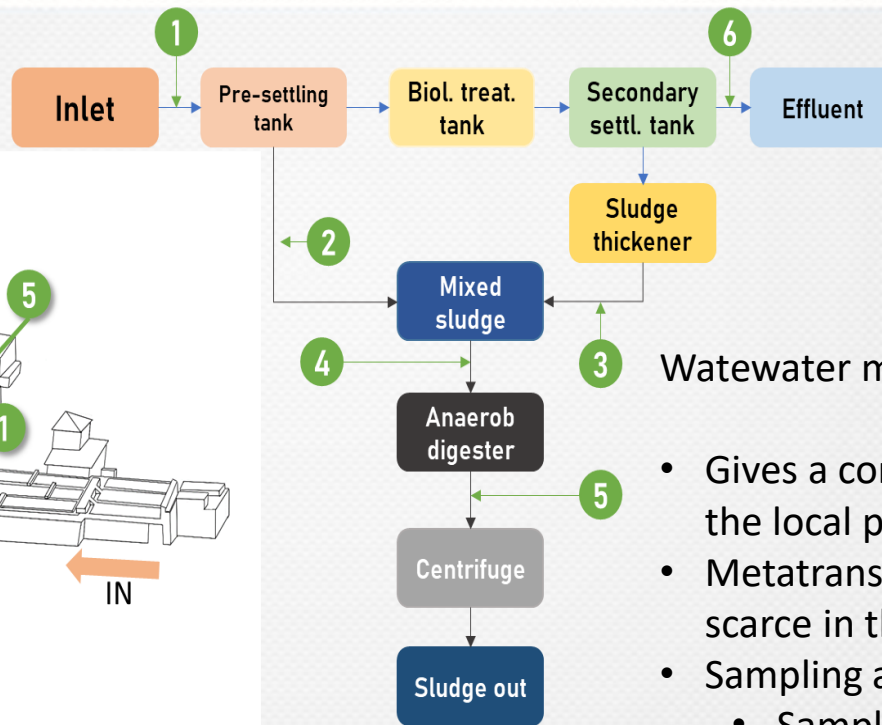 1
6
Inlet
Pre-settling
tank
Biol. treat.
tank
Secondary
settl. tank
Effluent
Sludge
thickener
2
Mixed
sludge
5
4
3
1
Anaerob
digester
5
IN
Centrifuge
Sludge out
Watewater m
• Gives a co
the local p
• Metatrans
scarce in t
• Sampling a
• Sampl